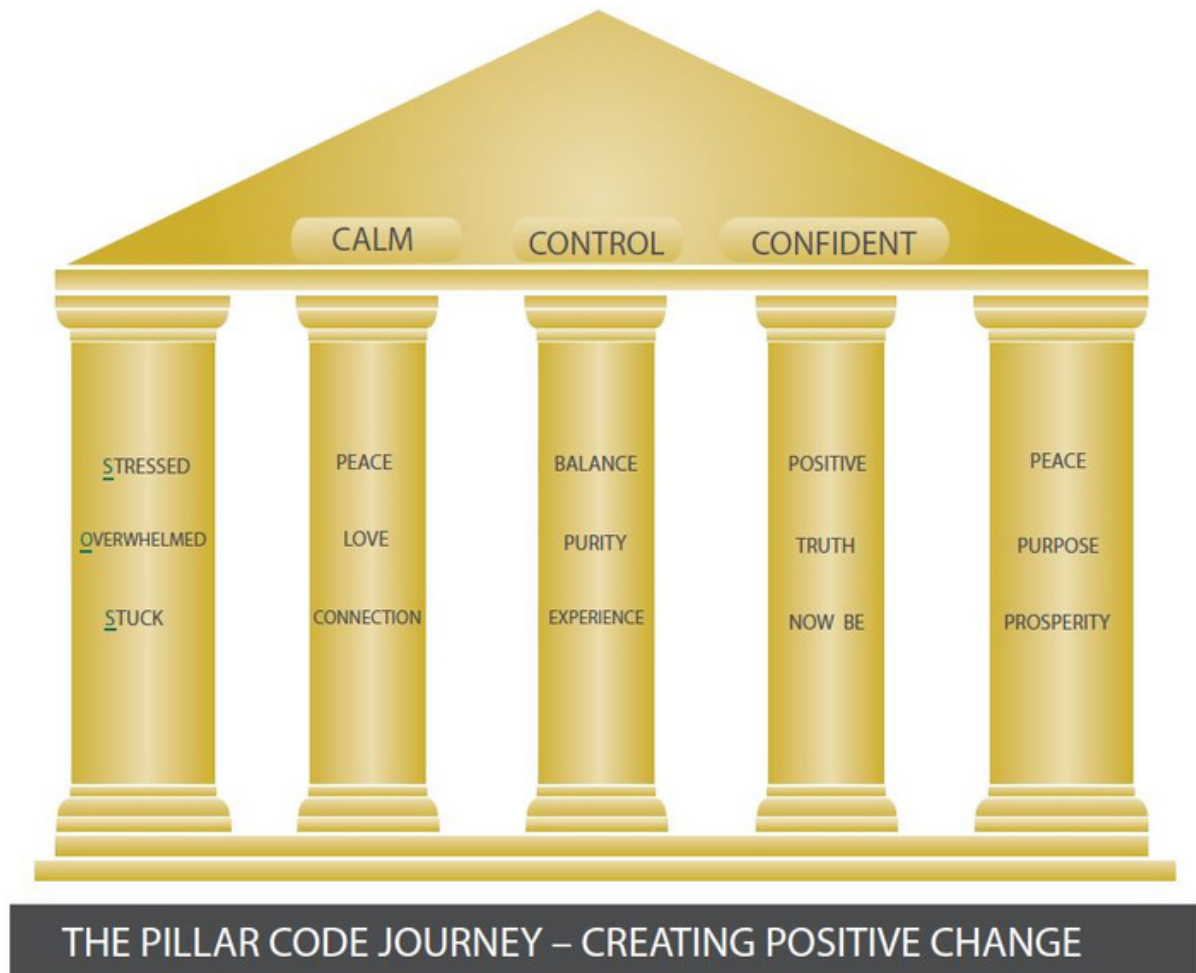 CALM
CONTROL
CONFIDENT
STRESSED
OVERWHELMED
STUCK
PEACE
LOVE
CONNECTION
BALANCE
PURITY
EXPERIENCE
POSITIVE
TRUTH
NOW BE
PEACE
PURPOSE
PROSPERITY
THE PILLAR CODE JOURNEY – CREATING POSITIVE CHANGE